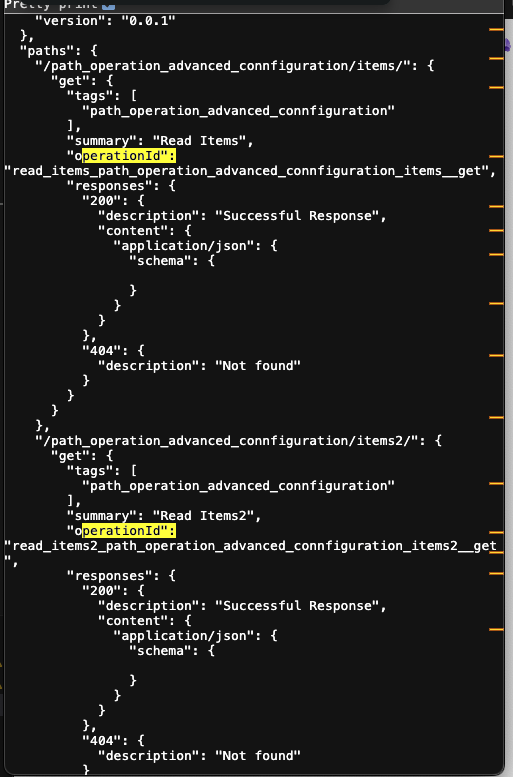 Pretty print
"version": "0.0.1"
},
"paths": {
"/path_operation_advanced_connfiguration/items/": {
"get": {
"tags": [
"path_operation_advanced_connfiguration"
],
"summary": "Read Items",
"operationId":
"read_items_path_operation_advanced_connfiguration_items__get",
"responses": {
"200": {
"description": "Successful Response",
"content": {
"application/json": {
"schema": {
}
}
}
},
"404": {
"description": "Not found"
}
}
}
},
"/path_operation_advanced_connfiguration/items2/": {
"get": {
"tags": [
"path_operation_advanced_connfiguration"
],
"summary": "Read Items2",
"operationId":
"read_items2_path_operation_advanced_connfiguration_items2__get
",
"responses": {
"200": {
"description": "Successful Response",
"content": {
"application/json": {
"schema": {
}
}
}
},
"404": {
"description": "Not found"
}